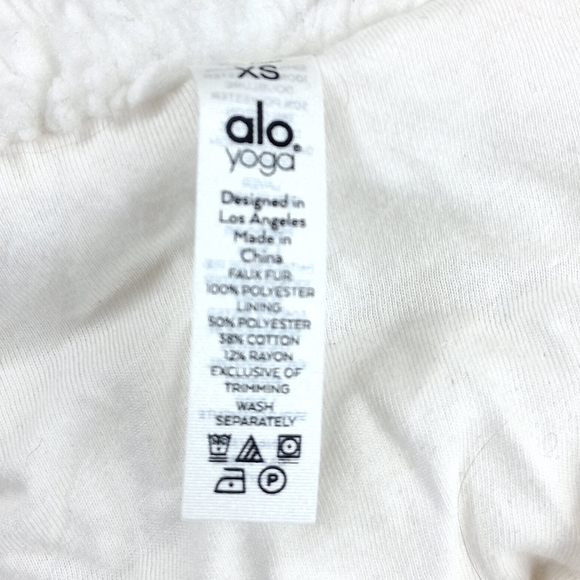 XS
alo®
yoga
Designed in
Los Angeles
Made in
China
FAUX FUR
100% POLYESTER
LINING
50% POLYESTER
38% COTTON
12% RAYON
EXCLUSIVE OF
TRIMMING
WASH
SEPARATELY
P